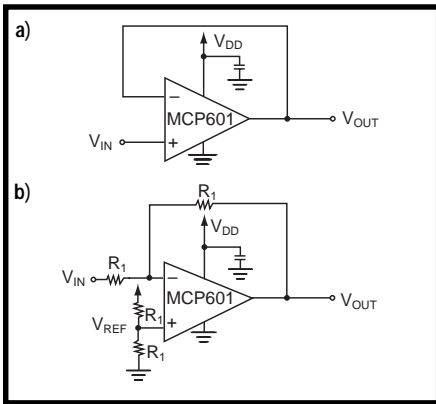 a)
V_DD
−
MCP601
V_IN
+
V_OUT
b)
R_1
V_DD
V_IN
R_1
−
MCP601
V_OUT
R_1
V_REF
+
R_1